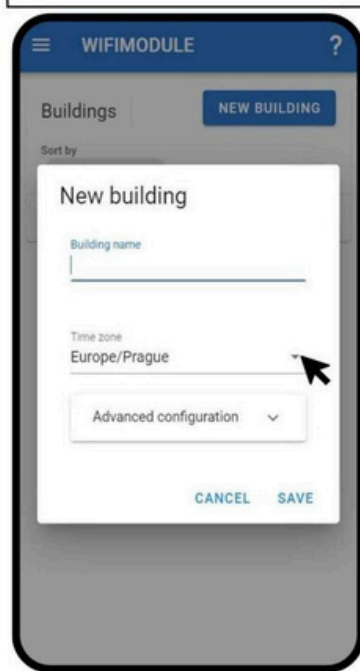 WIFIMODULE ?
Buildings NEW BUILDING
Sort by
New building
Building name
Time zone
Europe/Prague
Advanced configuration
CANCEL SAVE